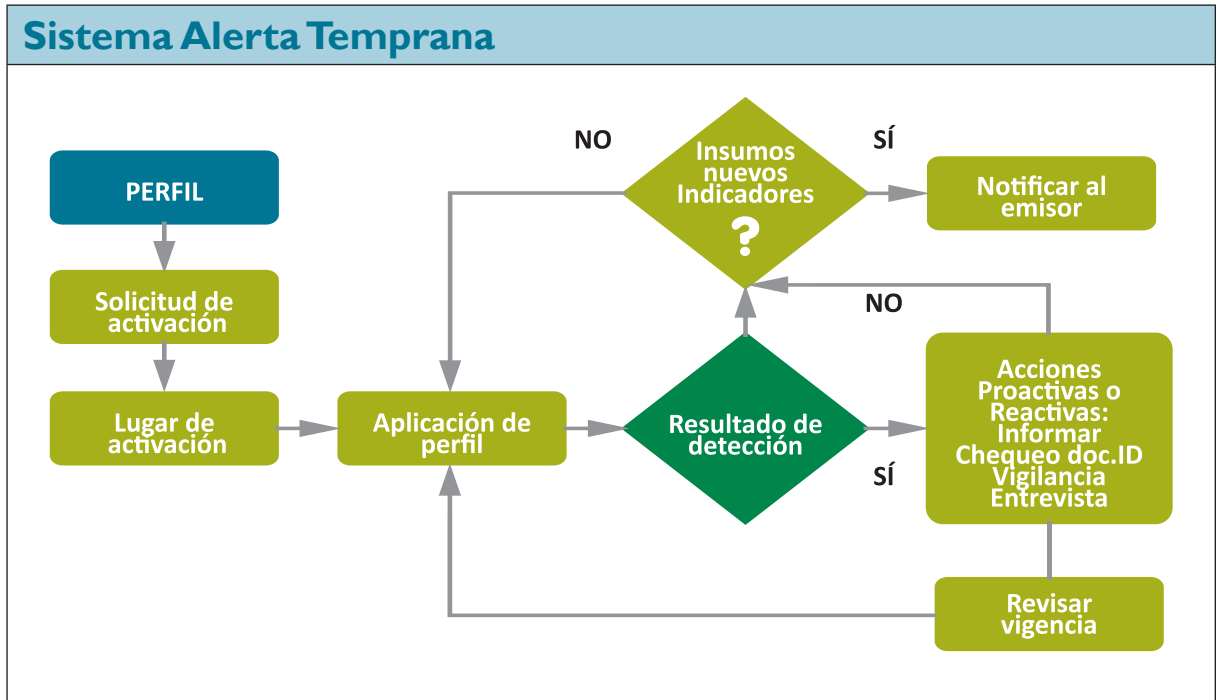 Sistema Alerta Temprana
PERFIL
Solicitud de
activación
Lugar de
activación
Aplicación de
perfil
Resultado de
detección
NO
Insumos
nuevos
Indicadores
?
SÍ
Notificar al
emisor
NO
SÍ
Acciones
Proactivas o
Reactivas:
Informar
Chequeo doc.ID
Vigilancia
Entrevista
Revisar
vigencia